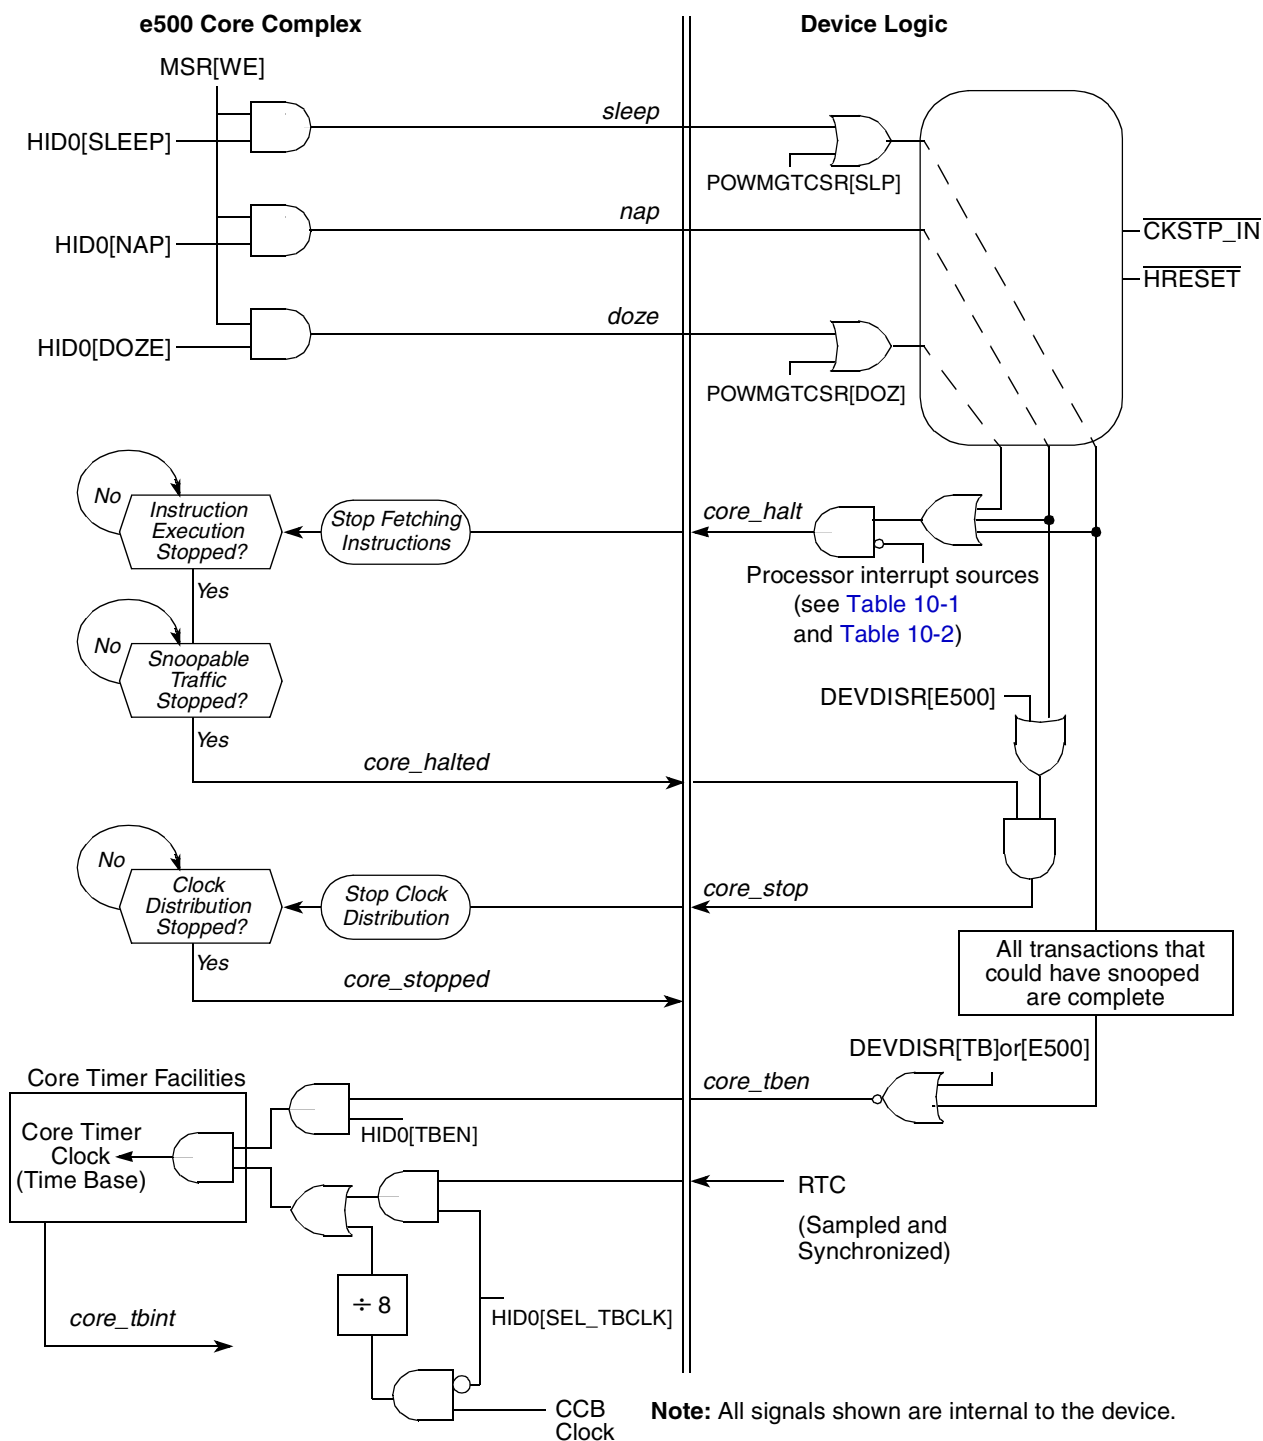 e500 Core Complex
Device Logic
MSR[WE]
sleep
HID0[SLEEP]
POWMGTCSR[SLP]
nap
HID0[NAP]
CKSTP_IN
HRESET
doze
HID0[DOZE]
POWMGTCSR[DOZ]
No
Instruction
Execution
Stopped?
Stop Fetching
Instructions
core_halt
Processor interrupt sources
(see Table 10-1
and Table 10-2)
Yes
No
Snoopable
Traffic
Stopped?
DEVDISR[E500]
Yes
core_halted
No
Clock
Distribution
Stopped?
Stop Clock
Distribution
core_stop
Yes
core_stopped
All transactions that
could have snooped
are complete
DEVDISR[TB]or[E500]
Core Timer Facilities
core_tben
HID0[TBEN]
Core Timer
Clock
(Time Base)
RTC
(Sampled and
Synchronized)
÷ 8
HID0[SEL_TBCLK]
core_tbint
CCB
Clock
Note: All signals shown are internal to the device.